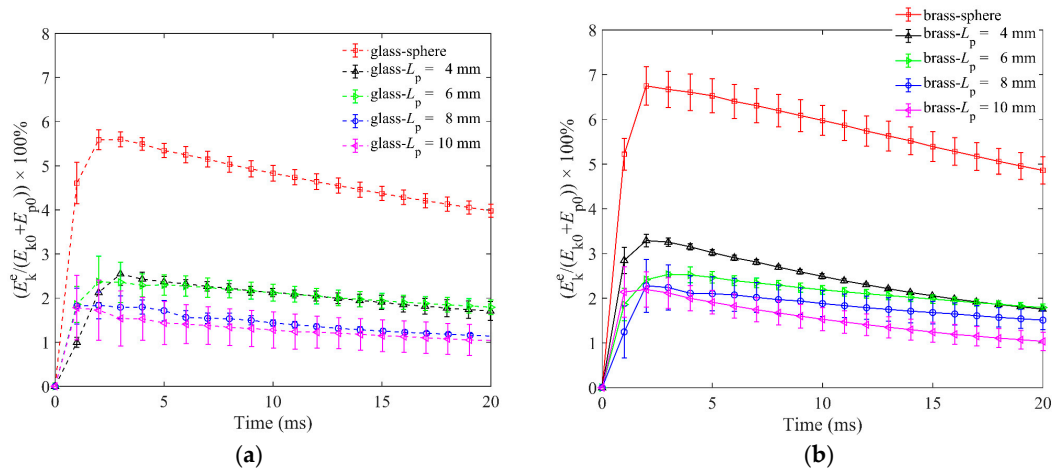 8
7
6
5
4
3
2
1
0
(E_k^e/(E_k0+E_p0)) × 100%
0 5 10 15 20
Time (ms)
glass-sphere
glass-L_p = 4 mm
glass-L_p = 6 mm
glass-L_p = 8 mm
glass-L_p = 10 mm
(a)
8
7
6
5
4
3
2
1
0
(E_k^e/(E_k0+E_p0)) × 100%
0 5 10 15 20
Time (ms)
brass-sphere
brass-L_p = 4 mm
brass-L_p = 6 mm
brass-L_p = 8 mm
brass-L_p = 10 mm
(b)